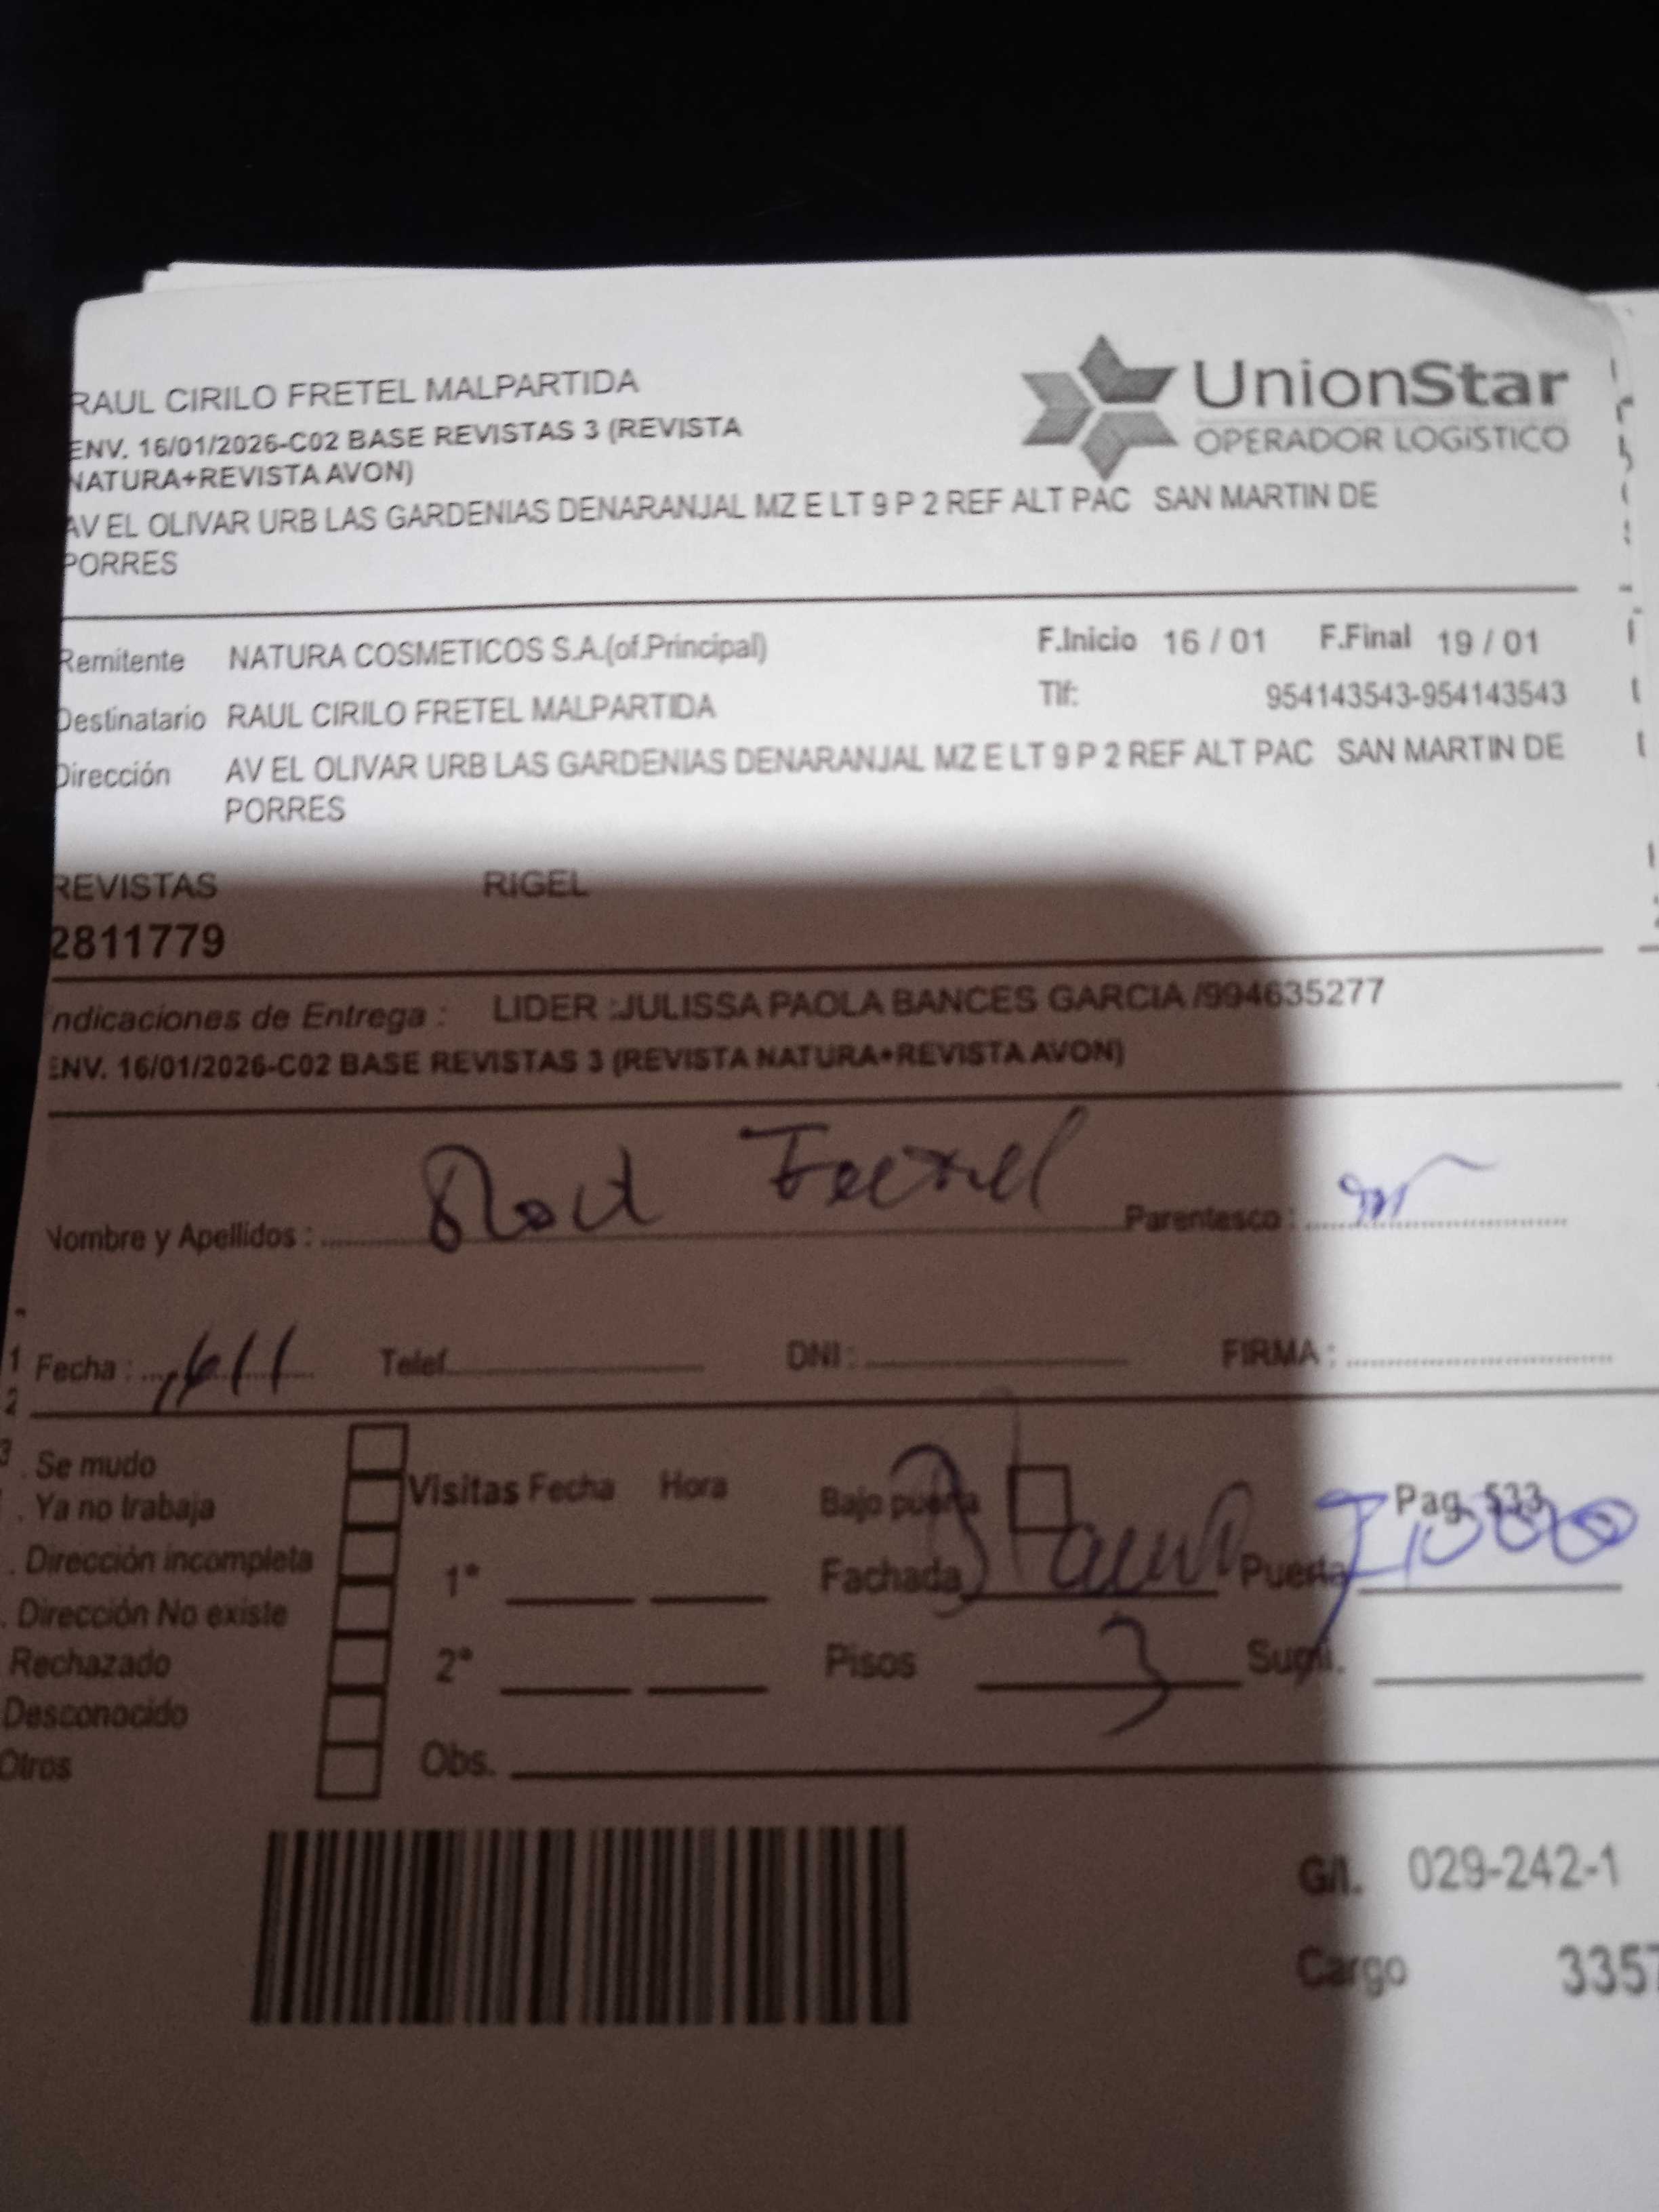 RAUL CIRILO FRETEL MALPARTIDA
UnionStar
ENV. 16/01/2026-C02 BASE REVISTAS 3 (REVISTA
OPERADOR LOGÍSTICO
NATURA+REVISTA AVON)
AV EL OLIVAR URB LAS GARDENIAS DENARANJAL MZ E LT 9 P 2 REF ALT PAC SAN MARTIN DE
PORRES
Remitente NATURA COSMETICOS S.A.(of.Principal) F.Inicio 16 / 01 F.Final 19 / 01
Destinatario RAUL CIRILO FRETEL MALPARTIDA Tlf: 954143543-954143543
Dirección AV EL OLIVAR URB LAS GARDENIAS DENARANJAL MZ E LT 9 P 2 REF ALT PAC SAN MARTIN DE
PORRES
REVISTAS RIGEL
2811779
Indicaciones de Entrega : LIDER :JULISSA PAOLA BANCES GARCIA /994635277
ENV. 16/01/2026-C02 BASE REVISTAS 3 (REVISTA NATURA+REVISTA AVON)
Nombre y Apellidos : Fretel Parentesco :
Fecha : Telef. DNI : FIRMA :
Se mudo
Ya no trabaja
Dirección incompleta
Dirección No existe
Rechazado
Desconocido
Otros
Visitas Fecha Hora
1°
2°
Obs.
Bajo puerta Pag. 533
Fachada Puerta
Pisos 3 Sumi.
G/l. 029-242-1
Cargo 3357